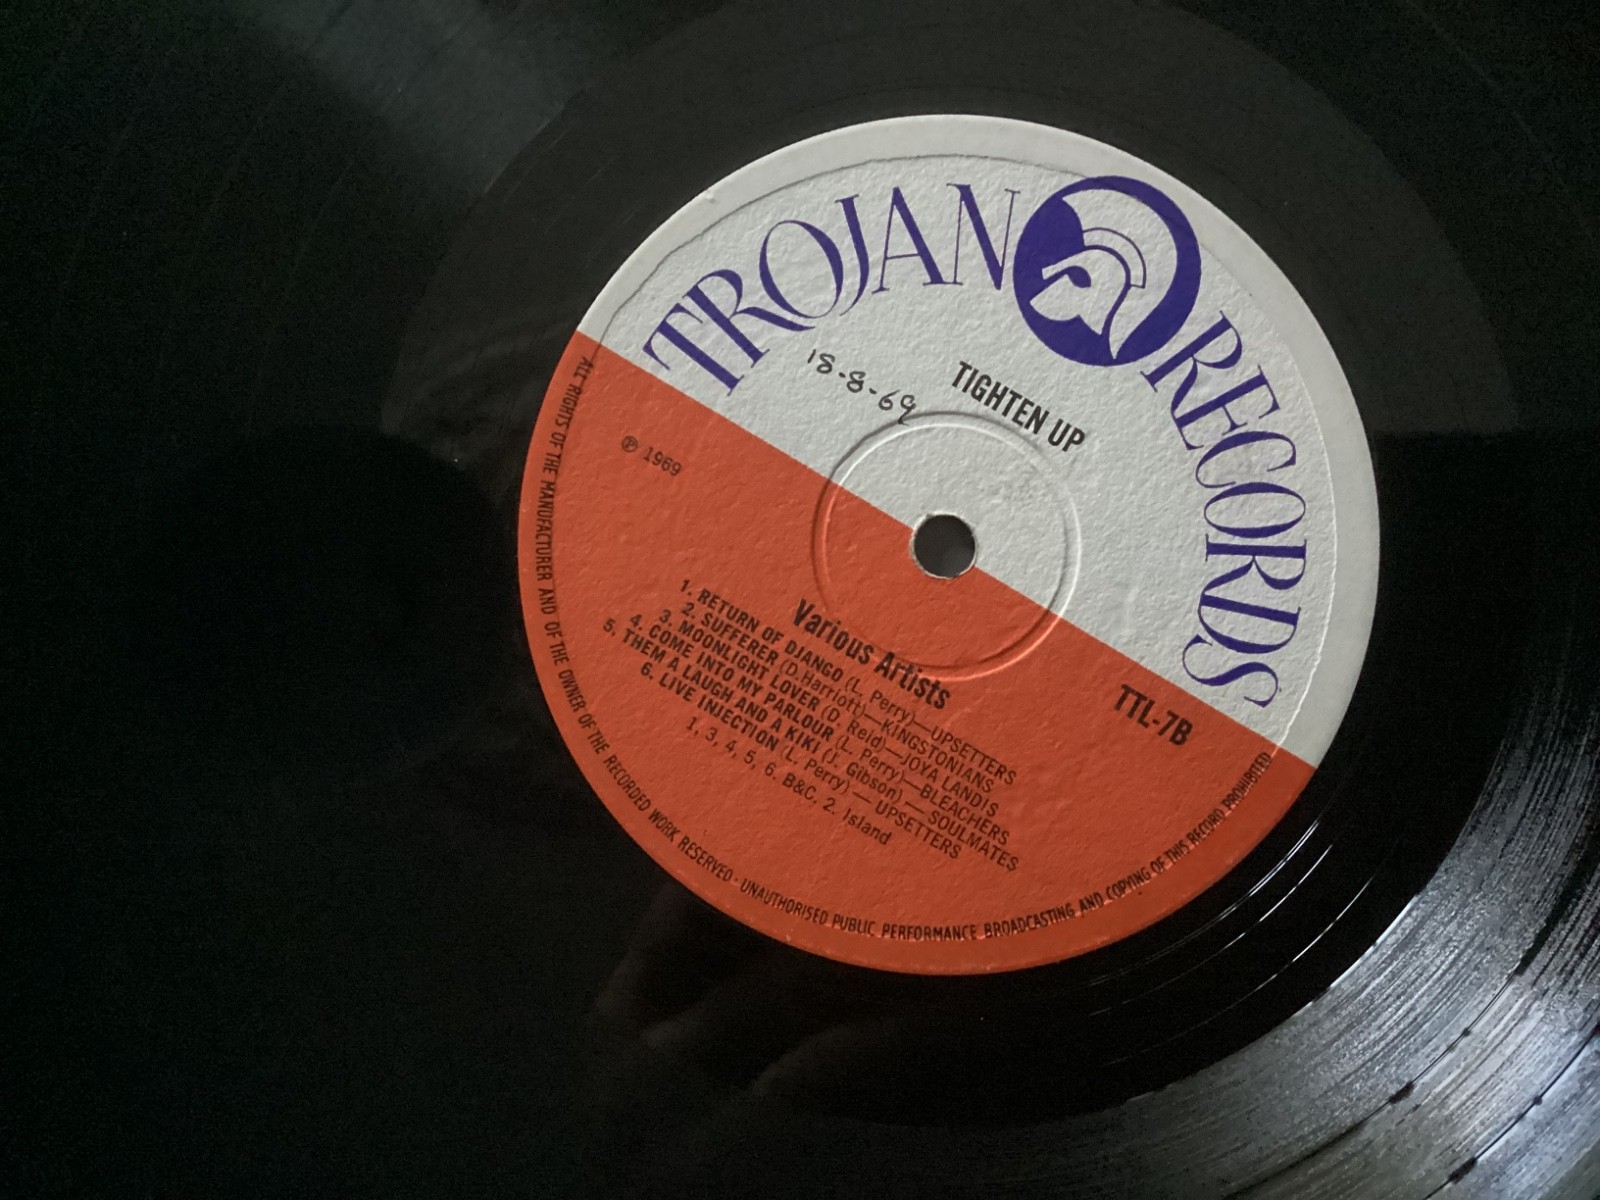 TROJAN RECORDS
18-8-69
TIGHTEN UP
℗ 1969
TTL-7B
Various Artists
1. RETURN OF DJANGO (L. Perry)—UPSETTERS
2. SUFFERER (D.Harriott)—KINGSTONIANS
3. MOONLIGHT LOVER (D. Reid)—JOYA LANDIS
4. COME INTO MY PARLOUR (L. Perry)—BLEACHERS
5. THEM A LAUGH AND A KIKI (J. Gibson)—SOULMATES
6. LIVE INJECTION (L. Perry)—UPSETTERS
1, 3, 4, 5, 6. B&C, 2. Island
ALL RIGHTS OF THE MANUFACTURER AND OF THE OWNER OF THE RECORDED WORK RESERVED · UNAUTHORISED PUBLIC PERFORMANCE BROADCASTING AND COPYING OF THIS RECORD PROHIBITED